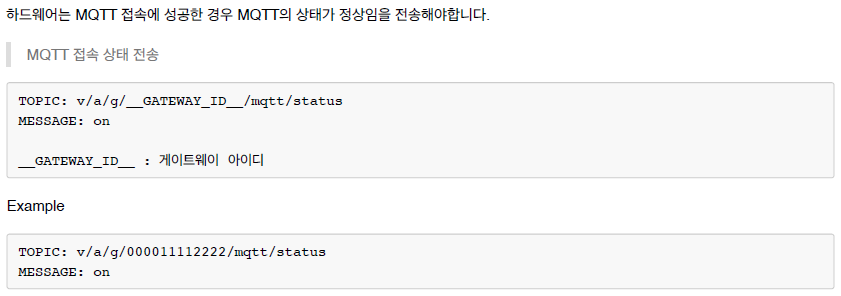 하드웨어는 MQTT 접속에 성공한 경우 MQTT의 상태가 정상임을 전송해야합니다.
MQTT 접속 상태 전송
TOPIC: v/a/g/__GATEWAY_ID__/mqtt/status
MESSAGE: on
__GATEWAY_ID__ : 게이트웨이 아이디
Example
TOPIC: v/a/g/000011112222/mqtt/status
MESSAGE: on